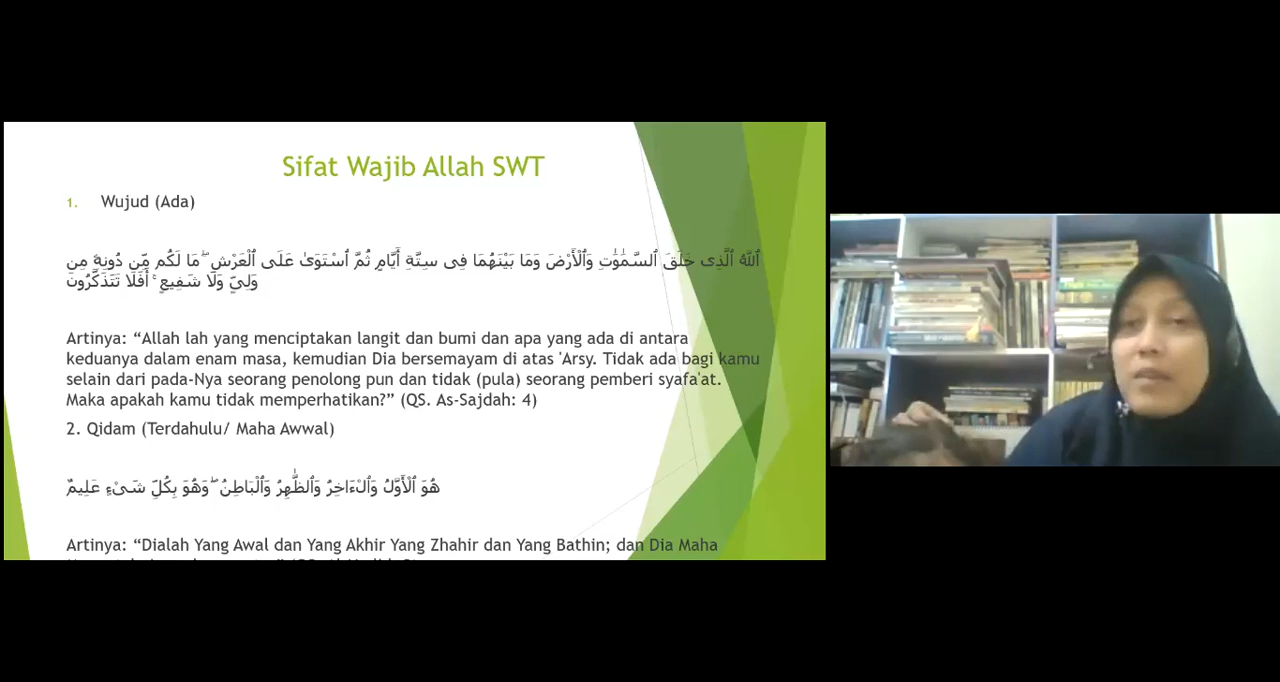 Sifat Wajib Allah SWT
1. Wujud (Ada)
ٱللَّهُ ٱلَّذِى خَلَقَ ٱلسَّمَٰوَٰتِ وَٱلْأَرْضَ وَمَا بَيْنَهُمَا فِى سِتَّةِ أَيَّامٍ ثُمَّ ٱسْتَوَىٰ عَلَى ٱلْعَرْشِ ۖ مَا لَكُم مِّن دُونِهِۦ مِن
وَلِىٍّ وَلَا شَفِيعٍ ۚ أَفَلَا تَتَذَكَّرُونَ
Artinya: “Allah lah yang menciptakan langit dan bumi dan apa yang ada di antara
keduanya dalam enam masa, kemudian Dia bersemayam di atas 'Arsy. Tidak ada bagi kamu
selain dari pada-Nya seorang penolong pun dan tidak (pula) seorang pemberi syafa'at.
Maka apakah kamu tidak memperhatikan?” (QS. As-Sajdah: 4)
2. Qidam (Terdahulu/ Maha Awwal)
هُوَ ٱلْأَوَّلُ وَٱلْءَاخِرُ وَٱلظَّٰهِرُ وَٱلْبَاطِنُ ۖ وَهُوَ بِكُلِّ شَىْءٍ عَلِيمٌ
Artinya: “Dialah Yang Awal dan Yang Akhir Yang Zhahir dan Yang Bathin; dan Dia Maha